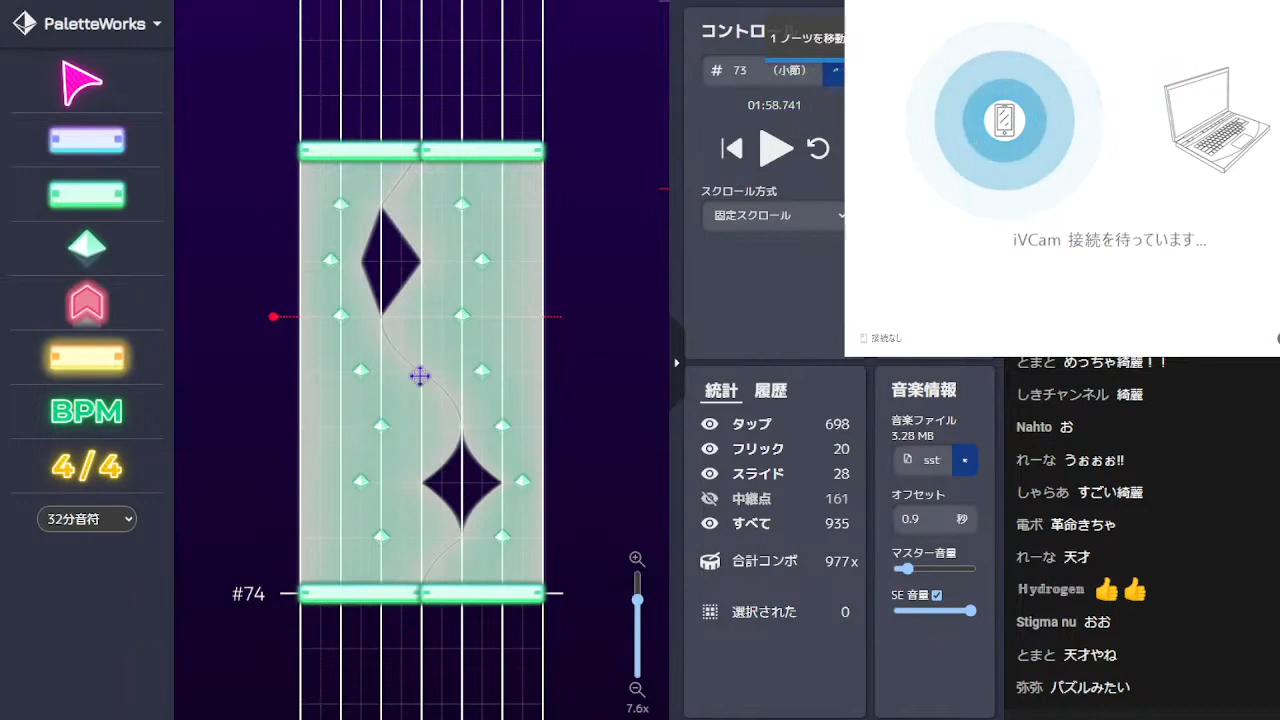 PaletteWorks
BPM
4/4
32分音符
#74
7.6x
コントロー
1 ノーツを移動
# 73 （小節）
01:58.741
スクロール方式
固定スクロール
iVCam 接続を待っています...
接続なし
統計 履歴
タップ 698
フリック 20
スライド 28
中継点 161
すべて 935
合計コンボ 977x
選択された 0
音楽情報
音楽ファイル
3.28 MB
sst
オフセット
0.9 秒
マスター音量
SE 音量
とまと めっちゃ綺麗！！
しきチャンネル 綺麗
Nahto お
れーな うぉぉぉ!!
しゃらあ すごい綺麗
電ボ 革命きちゃ
れーな 天才
Hydrogen 👍👍
Stigma nu おお
とまと 天才やね
弥弥 パズルみたい